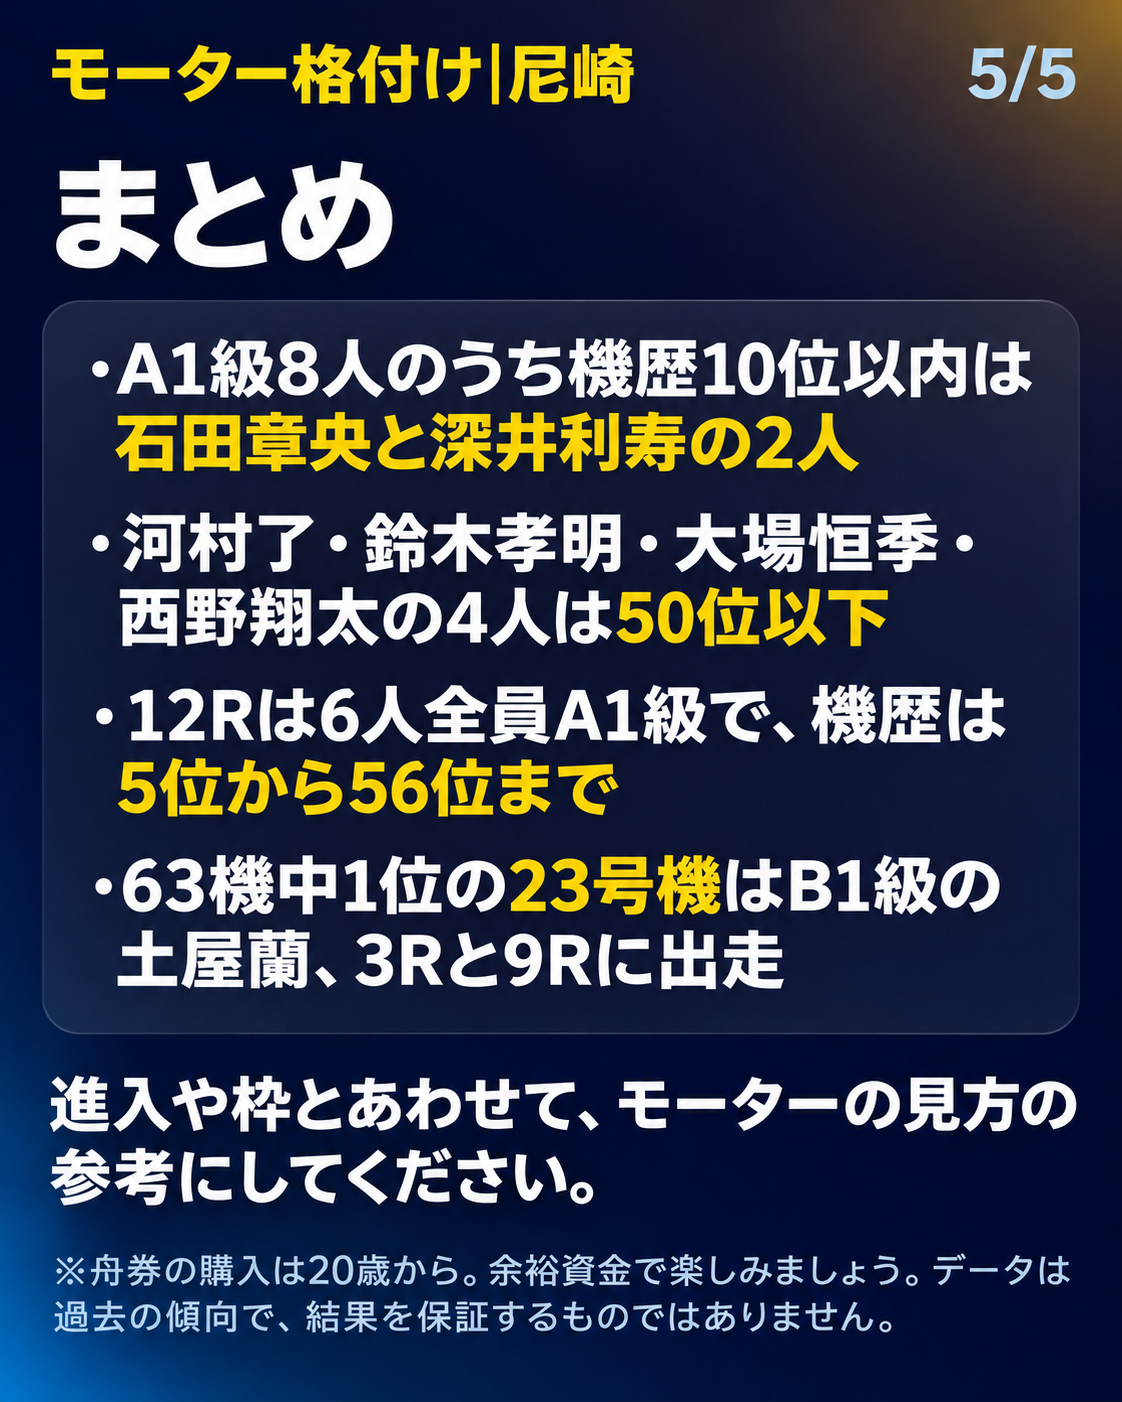 モーター格付け|尼崎
5/5
まとめ
・A1級8人のうち機歴10位以内は
石田章央と深井利寿の2人
・河村了・鈴木孝明・大場恒季・
西野翔太の4人は50位以下
・12Rは6人全員A1級で、機歴は
5位から56位まで
・63機中1位の23号機はB1級の
土屋蘭、3Rと9Rに出走
進入や枠とあわせて、モーターの見方の
参考にしてください。
※舟券の購入は20歳から。余裕資金で楽しみましょう。データは
過去の傾向で、結果を保証するものではありません。